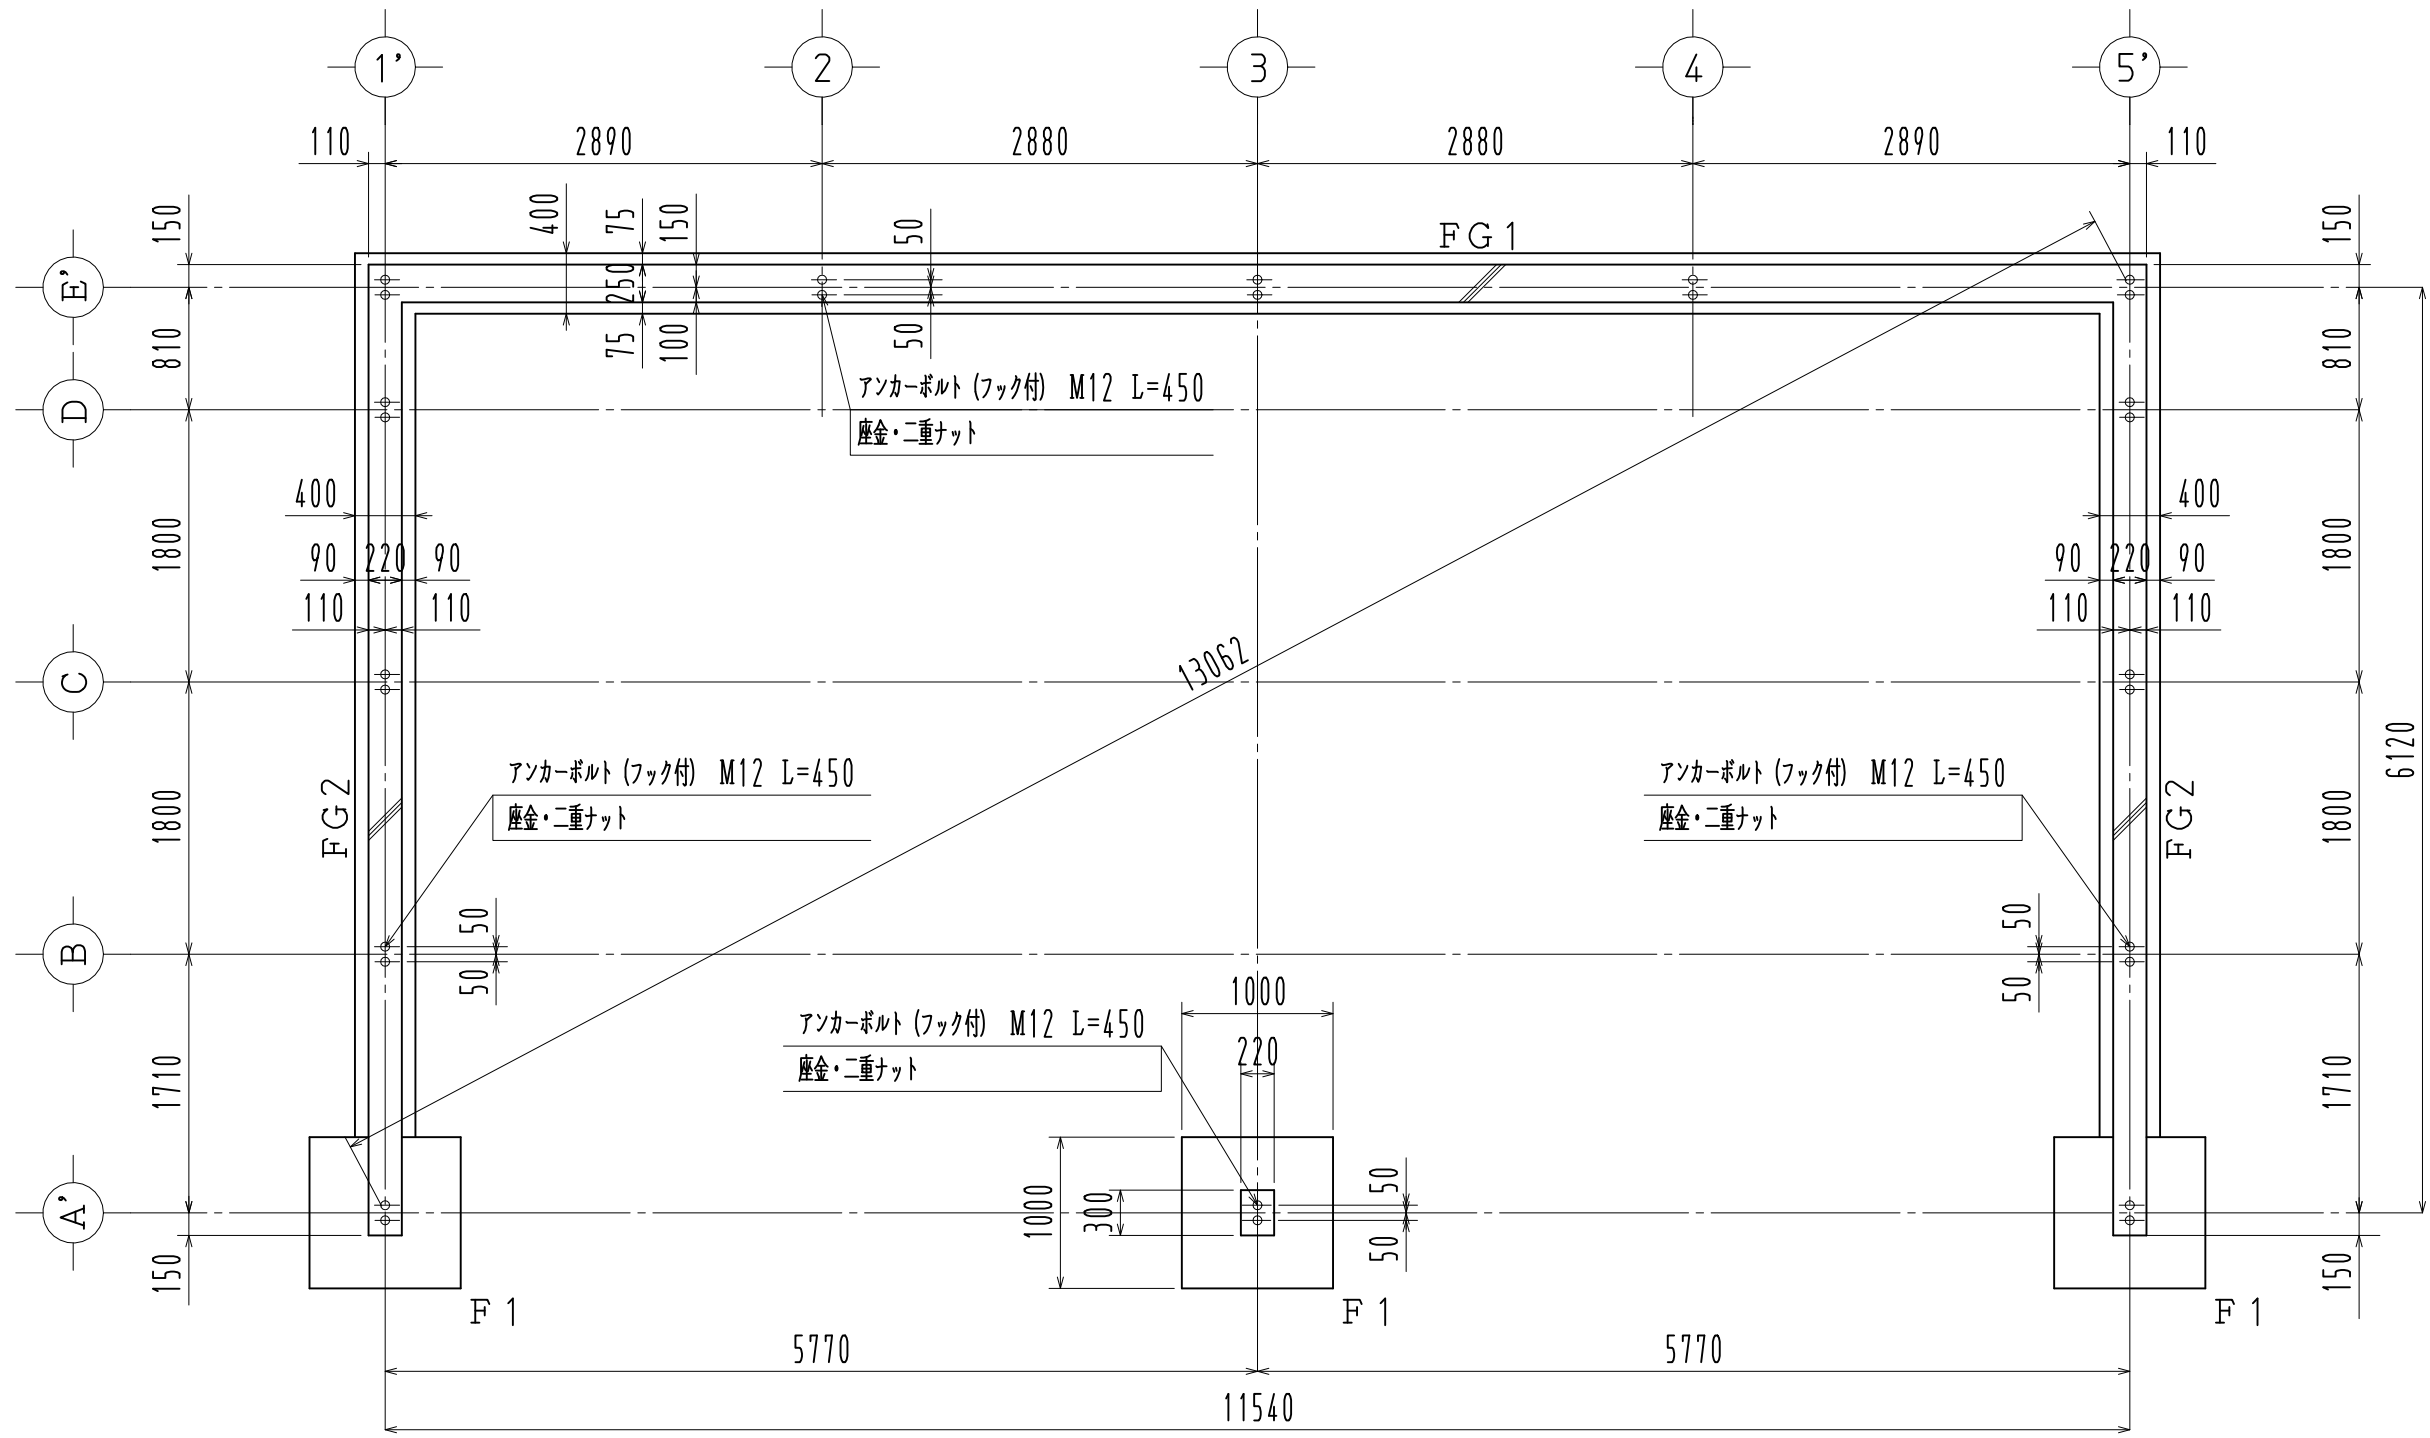 1’ 2 3 4 5’
110 2890 2880 2880 2890 110
150 400 75 150 50 FG1 150
E’ 250
810 75 100 50 810
アンカーボルト (フック付) M12 L=450
D
座金・二重ナット
400 400
1800 1800
90 220 90 90 220 90
110 110 110 110
13062
C
6120
アンカーボルト (フック付) M12 L=450 アンカーボルト (フック付) M12 L=450
FG2 座金・二重ナット 座金・二重ナット FG2
1800 1800
50 50
B
50 1000 50
アンカーボルト (フック付) M12 L=450
220
座金・二重ナット
1710 1710
50
A’ 1000 300
50
150 150
F1 F1 F1
5770 5770
11540